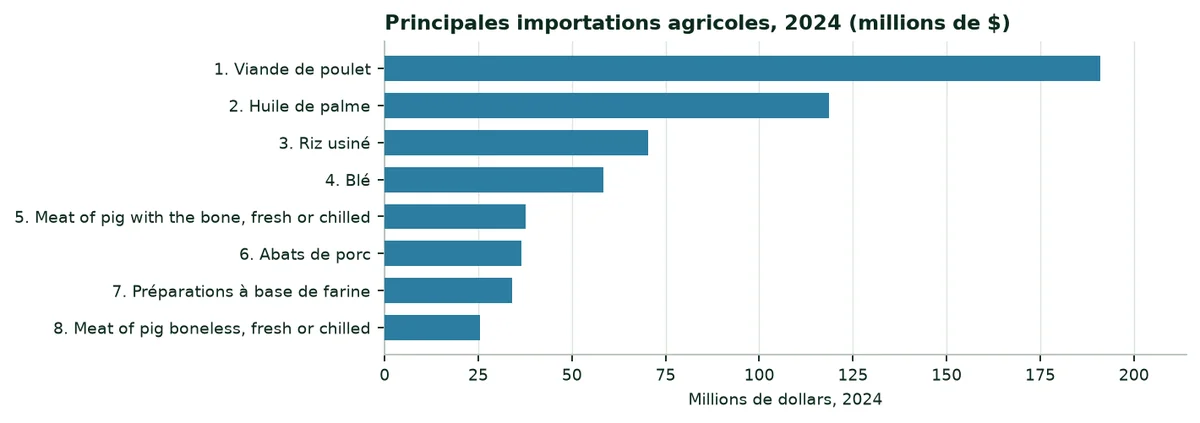 Principales importations agricoles, 2024 (millions de $)
1. Viande de poulet
2. Huile de palme
3. Riz usiné
4. Blé
5. Meat of pig with the bone, fresh or chilled
6. Abats de porc
7. Préparations à base de farine
8. Meat of pig boneless, fresh or chilled
0 25 50 75 100 125 150 175 200
Millions de dollars, 2024